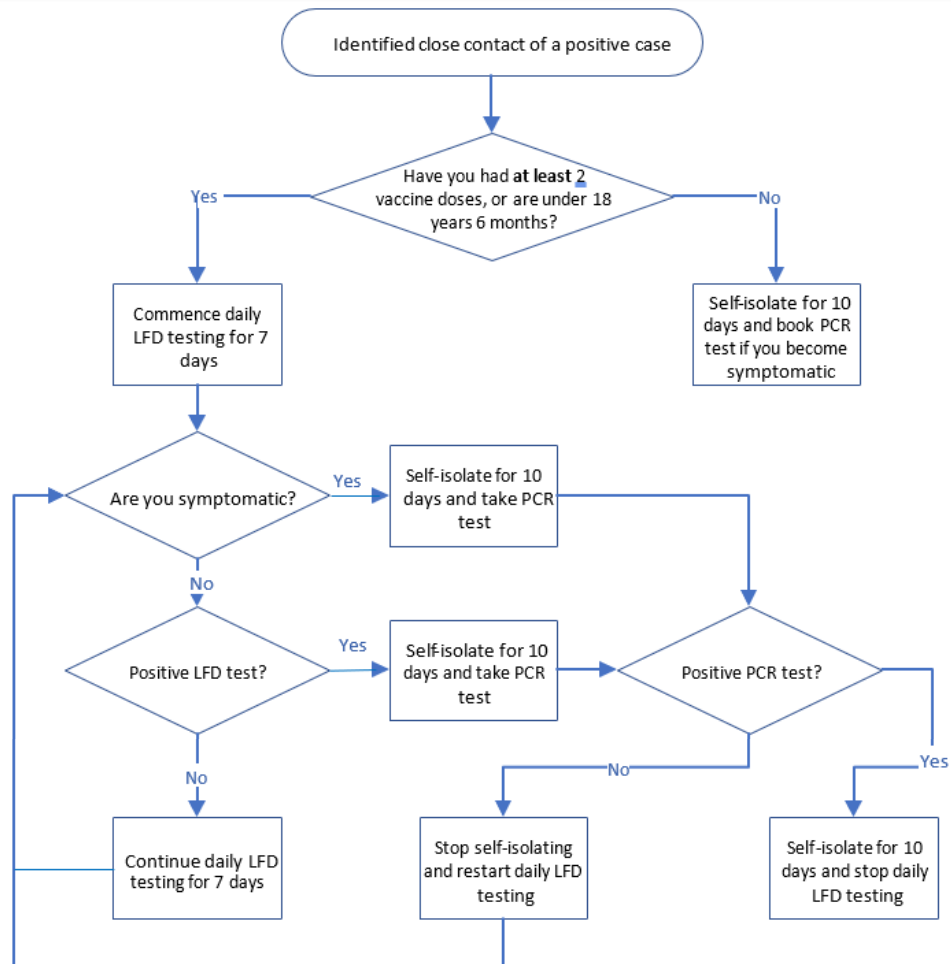 Identified close contact of a positive case
Have you had at least 2
vaccine doses, or are under 18
years 6 months?
Yes
No
Commence daily
LFD testing for 7
days
Self-isolate for 10
days and book PCR
test if you become
symptomatic
Are you symptomatic?
Yes
Self-isolate for 10
days and take PCR
test
No
Positive LFD test?
Yes
Self-isolate for 10
days and take PCR
test
Positive PCR test?
No
No
Yes
Continue daily LFD
testing for 7 days
Stop self-isolating
and restart daily LFD
testing
Self-isolate for 10
days and stop daily
LFD testing